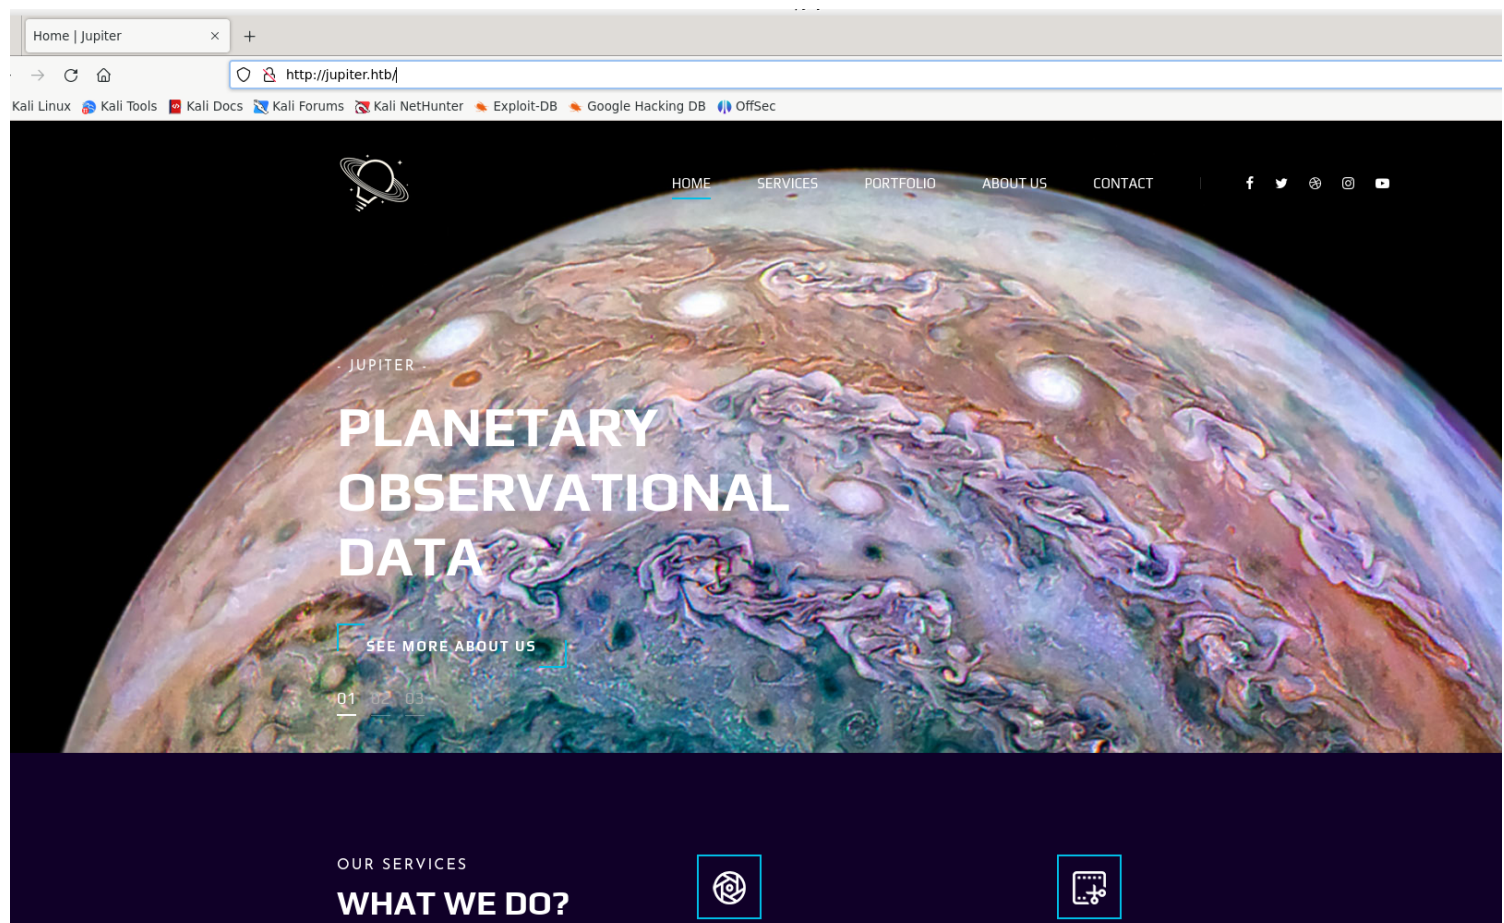 Home | Jupiter
http://jupiter.htb/
Kali Linux Kali Tools Kali Docs Kali Forums Kali NetHunter Exploit-DB Google Hacking DB OffSec
HOME SERVICES PORTFOLIO ABOUT US CONTACT
- JUPITER -
PLANETARY
OBSERVATIONAL
DATA
SEE MORE ABOUT US
01 02 03
OUR SERVICES
WHAT WE DO?